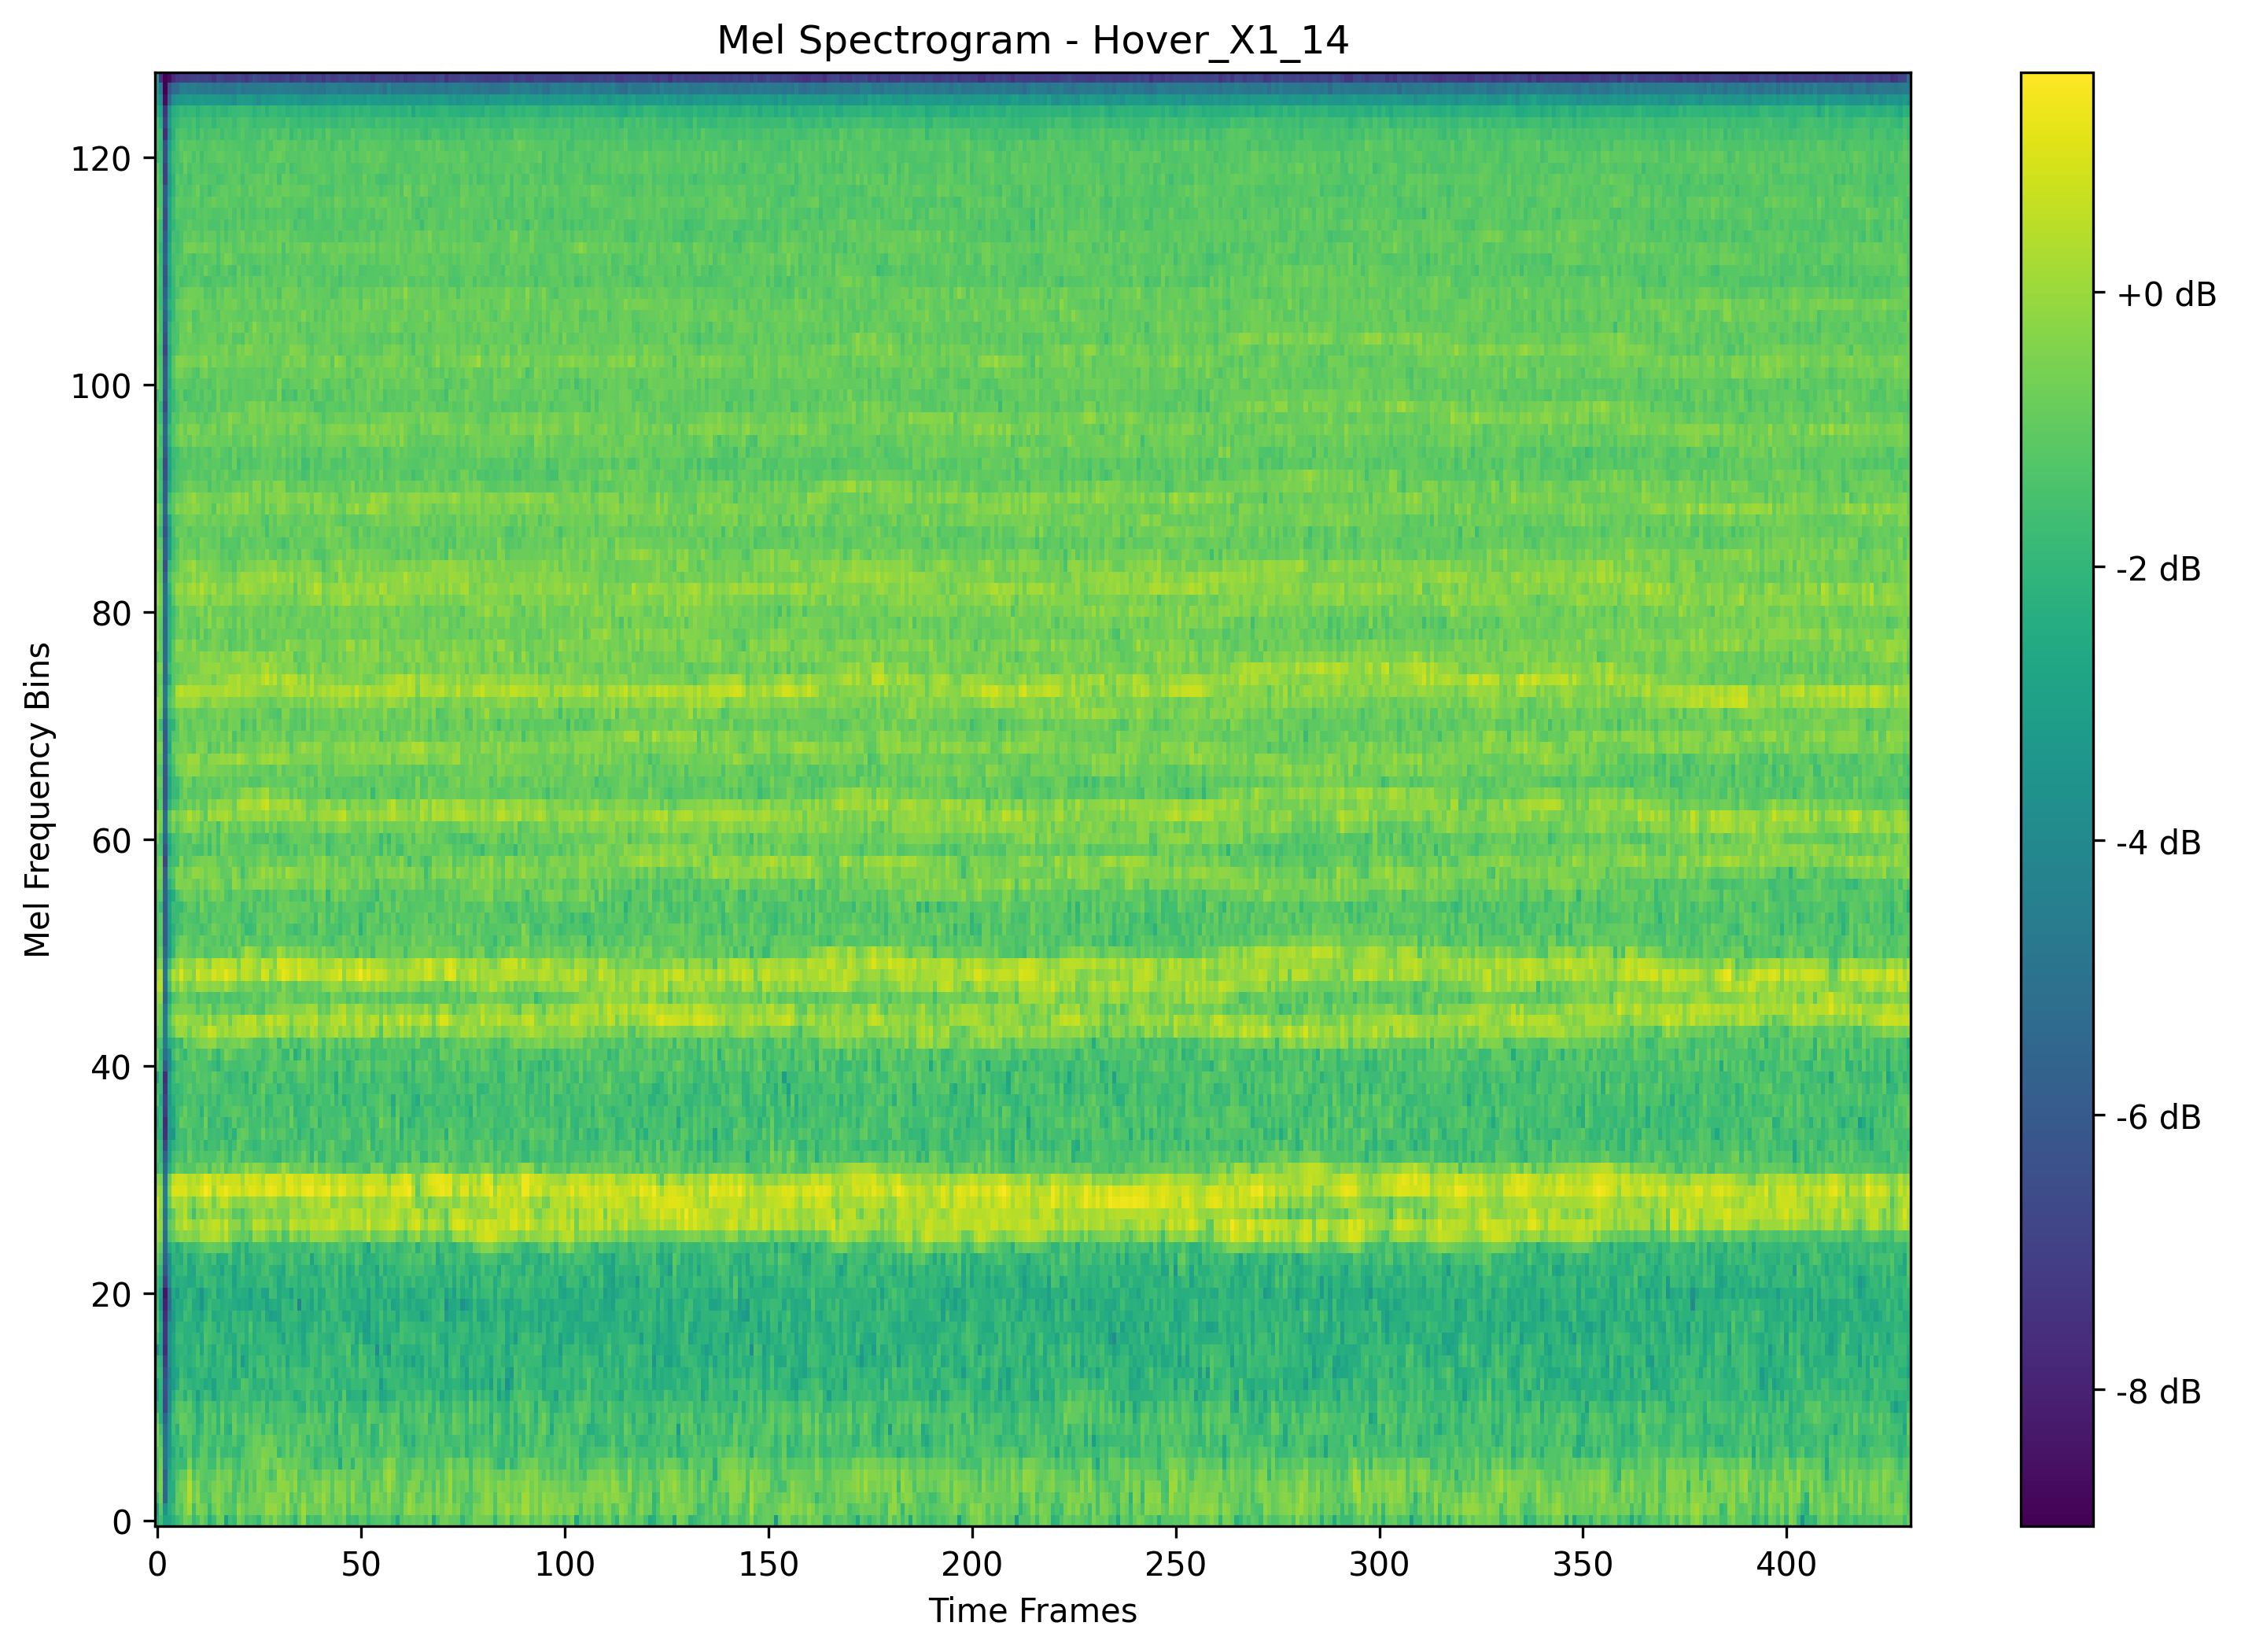 Mel Spectrogram - Hover_X1_14
Mel Frequency Bins
120
100
80
60
40
20
0
0 50 100 150 200 250 300 350 400
Time Frames
+0 dB
-2 dB
-4 dB
-6 dB
-8 dB